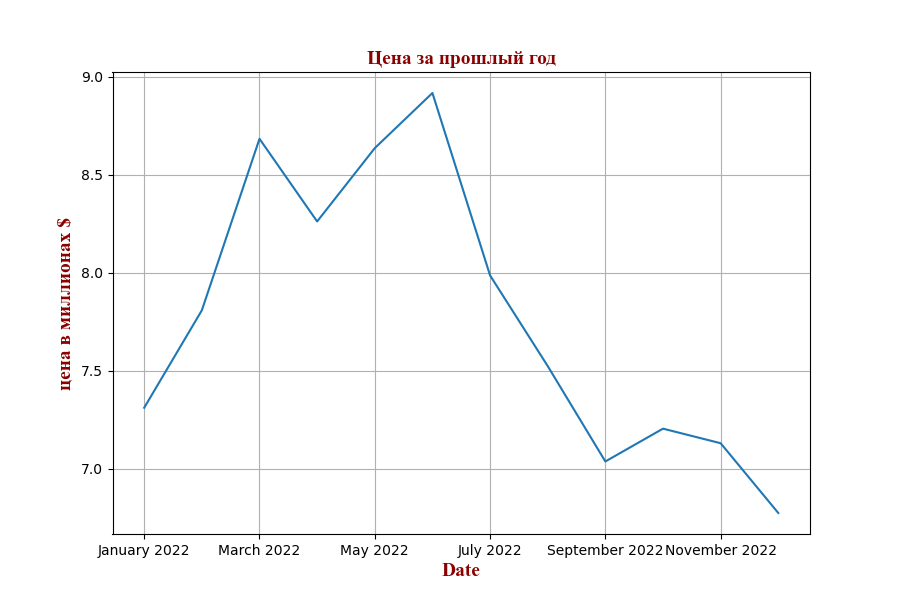 Цена за прошлый год
цена в миллионах $
9.0
8.5
8.0
7.5
7.0
January 2022 March 2022 May 2022 July 2022 September 2022 November 2022
Date